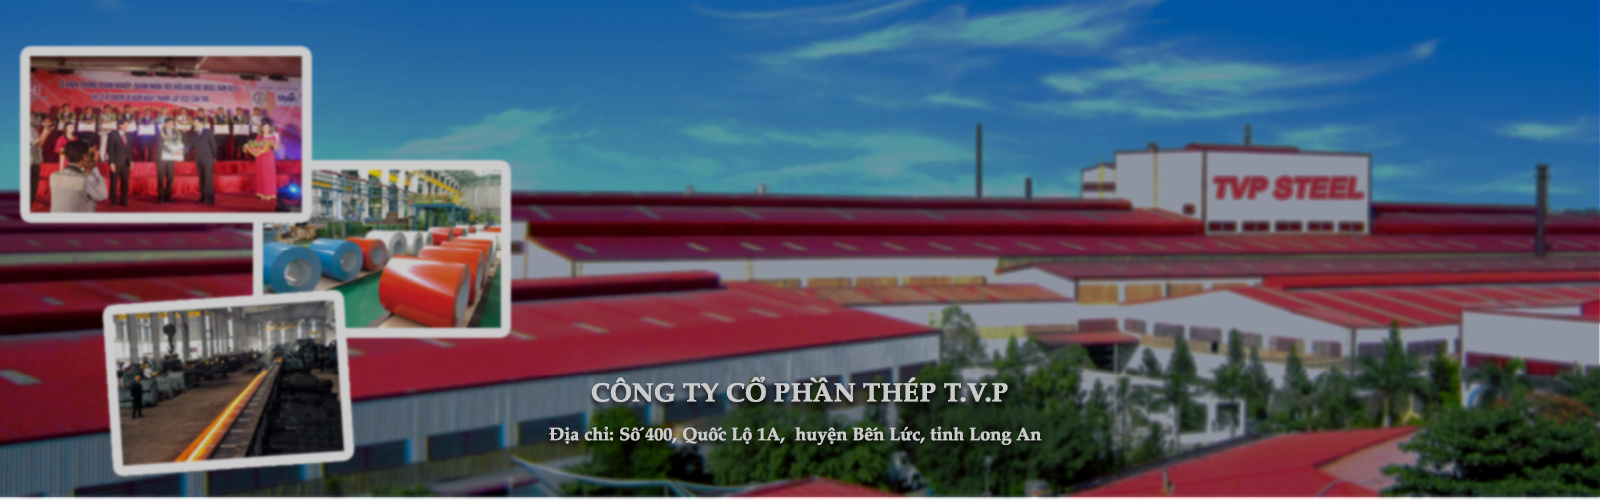 TVP STEEL
CÔNG TY CỔ PHẦN THÉP T.V.P
Địa chỉ: Số 400, Quốc Lộ 1A, huyện Bến Lức, tỉnh Long An